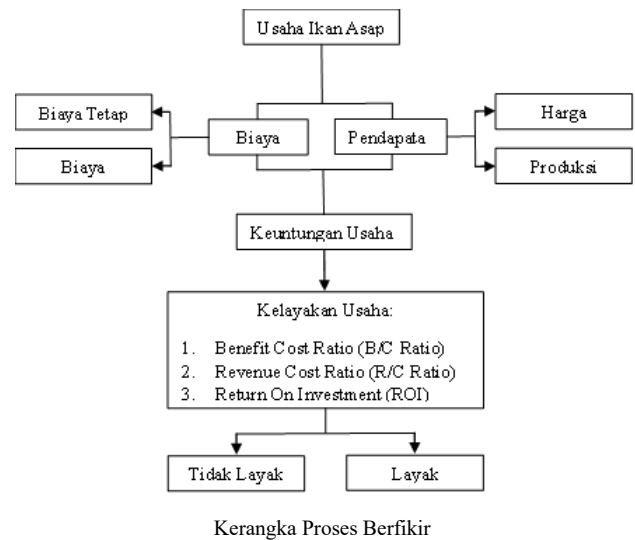 Usaha Ikan Asap
Biaya Tetap
Biaya
Biaya
Pendapata
Harga
Produksi
Keuntungan Usaha
Kelayakan Usaha:
1. Benefit Cost Ratio (B/C Ratio)
2. Revenue Cost Ratio (R/C Ratio)
3. Return On Investment (ROI)
Tidak Layak
Layak
Kerangka Proses Berfikir